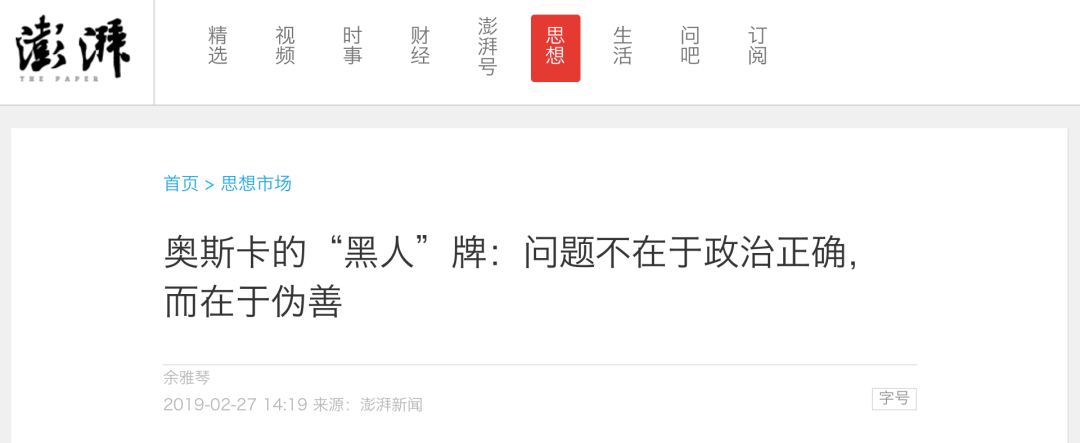 澎湃
THE PAPER
精选
视频
时事
财经
澎湃号
思想
生活
问吧
订阅
首页 > 思想市场
奥斯卡的“黑人”牌：问题不在于政治正确，
而在于伪善
余雅琴
2019-02-27 14:19 来源：澎湃新闻
字号